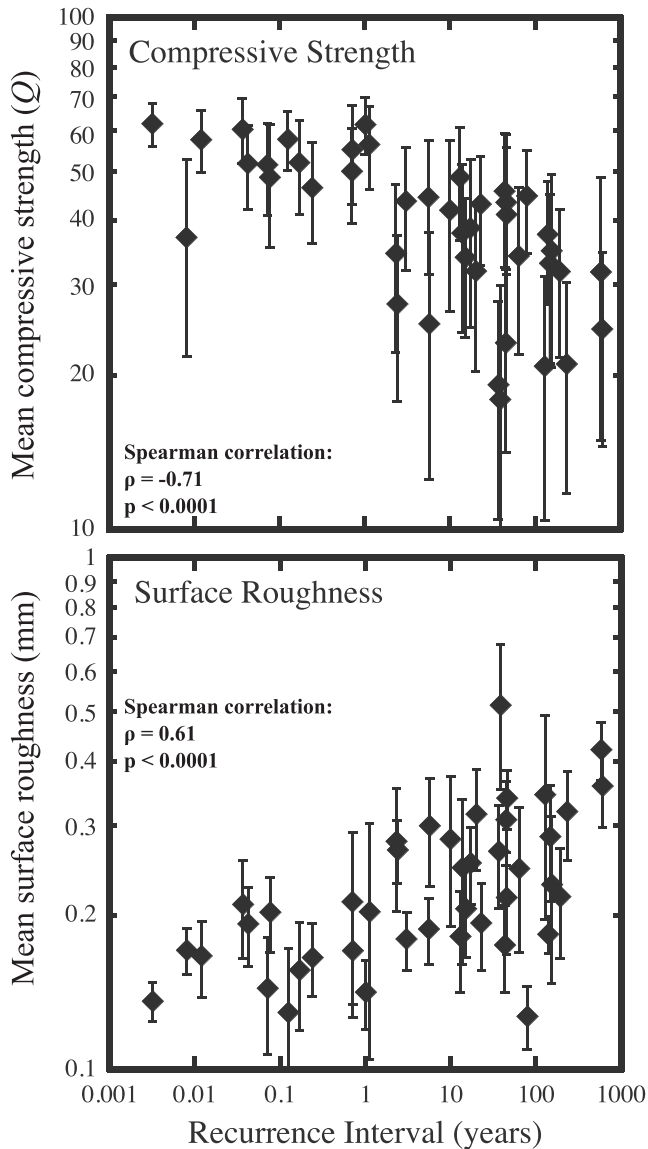 100
90
80
70
60
50
40
30
20
10
Mean compressive strength (Q)
Compressive Strength
Spearman correlation:
ρ = -0.71
p < 0.0001
1
0.9
0.8
0.7
0.6
0.5
0.4
0.3
0.2
0.1
Mean surface roughness (mm)
Surface Roughness
Spearman correlation:
ρ = 0.61
p < 0.0001
0.001 0.01 0.1 1 10 100 1000
Recurrence Interval (years)